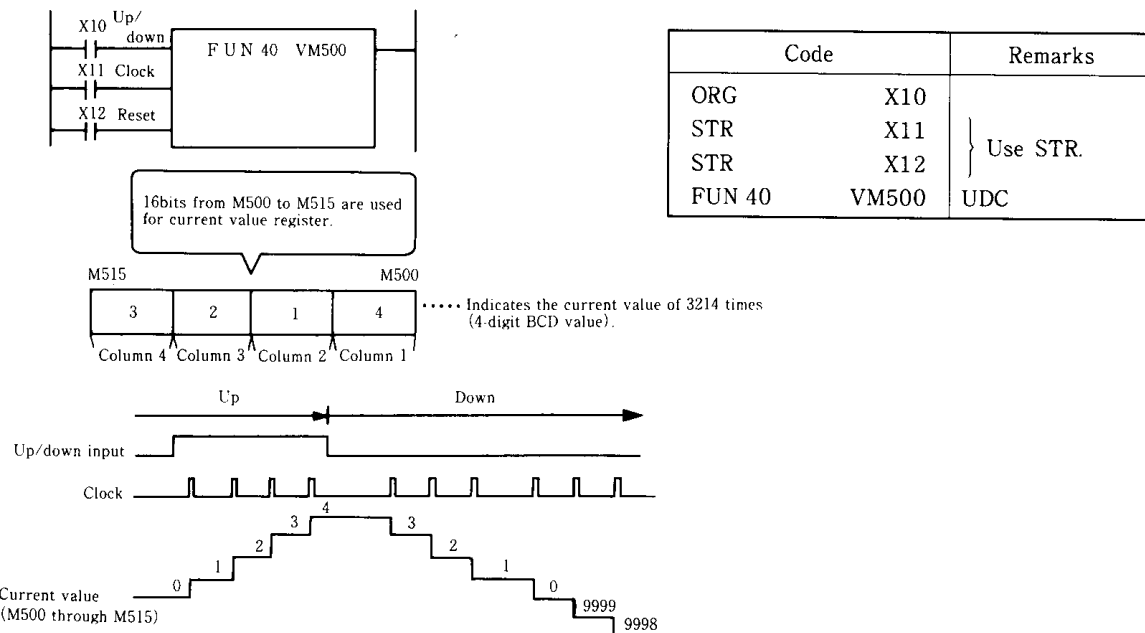 X10 Up/
down
FUN 40 VM500
X11 Clock
X12 Reset
Code Remarks
ORG X10
STR X11
STR X12
Use STR.
FUN 40 VM500 UDC
16bits from M500 to M515 are used
for current value register.
M515 M500
3 2 1 4
Column 4 Column 3 Column 2 Column 1
····· Indicates the current value of 3214 times
(4-digit BCD value).
Up Down
Up/down input
Clock
4
3 3
2 2
1 1
0 0
Current value
(M500 through M515)
9999
9998